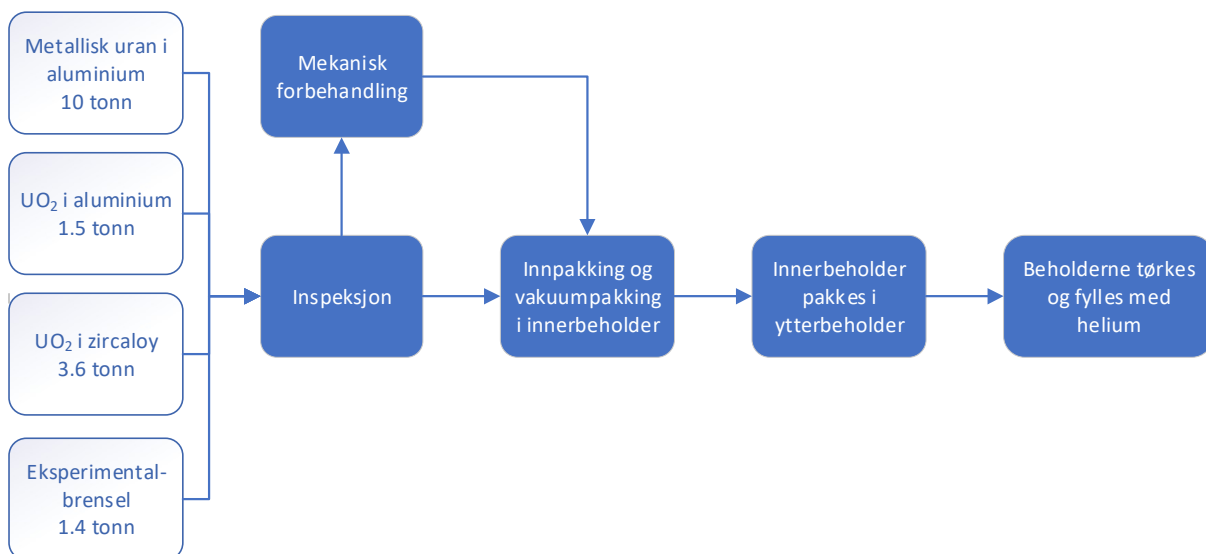 Metallisk uran i
aluminium
10 tonn
Mekanisk
forbehandling
UO₂ i aluminium
1.5 tonn
Inspeksjon
Innpakking og
vakuumpakking
i innerbeholder
Innerbeholder
pakkes i
ytterbeholder
Beholderne tørkes
og fylles med
helium
UO₂ i zircaloy
3.6 tonn
Eksperimental-
brensel
1.4 tonn